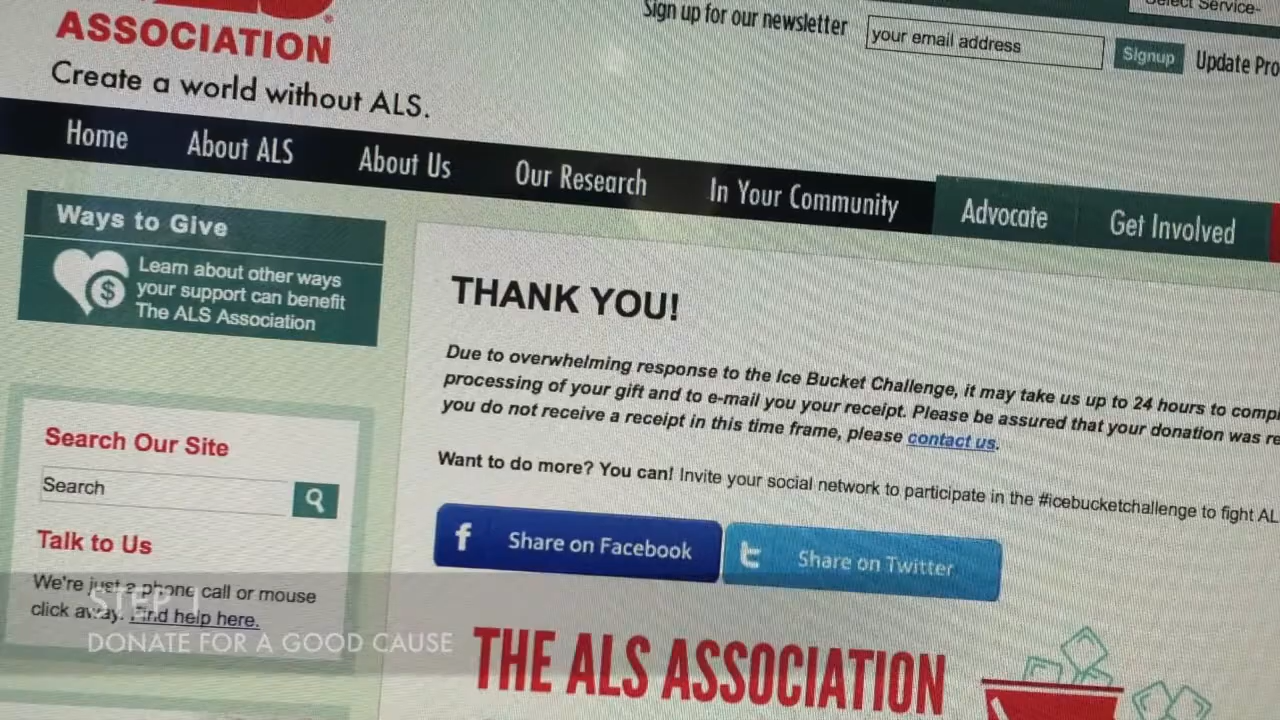 ALS
ASSOCIATION
Create a world without ALS.
Select Service-
Sign up for our newsletter
your email address
Signup
Update Pro
Home
About ALS
About Us
Our Research
In Your Community
Advocate
Get Involved
Ways to Give
Learn about other ways
your support can benefit
The ALS Association
Search Our Site
Search
Talk to Us
We're just a phone call or mouse
click away. Find help here.
THANK YOU!
Due to overwhelming response to the Ice Bucket Challenge, it may take us up to 24 hours to comp
processing of your gift and to e-mail you your receipt. Please be assured that your donation was re
you do not receive a receipt in this time frame, please contact us.
Want to do more? You can! Invite your social network to participate in the #icebucketchallenge to fight AL
f Share on Facebook
t Share on Twitter
THE ALS ASSOCIATION
STEP 1
DONATE FOR A GOOD CAUSE